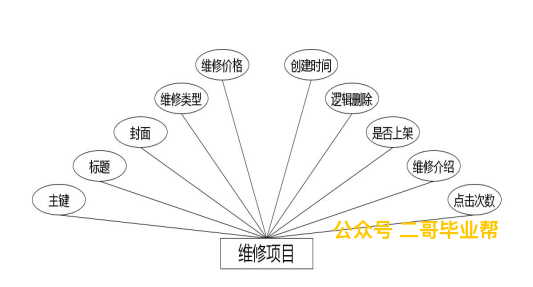 维修价格
创建时间
维修类型
逻辑删除
封面
是否上架
标题
维修介绍
主键
点击次数
公众号 二哥毕业帮
维修项目